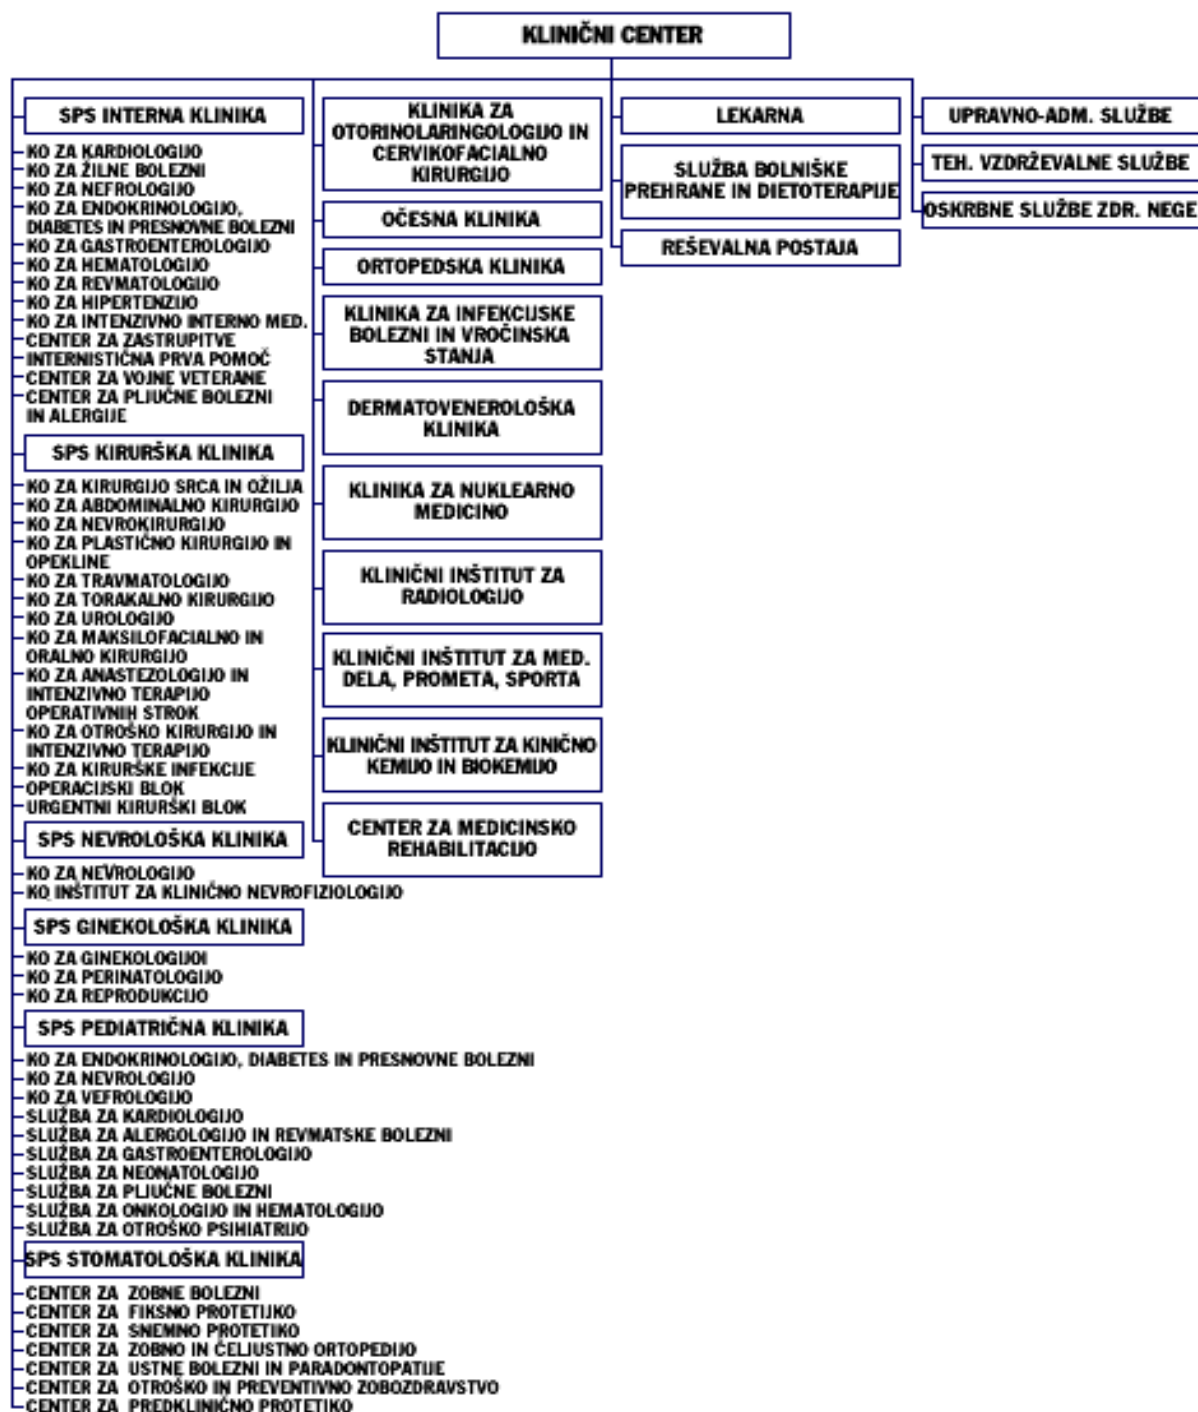 KLINIČNI CENTER
SPS INTERNA KLINIKA
KO ZA KARDIOLOGIJO
KO ZA ŽILNE BOLEZNI
KO ZA NEFROLOGIJO
KO ZA ENDOKRINOLOGIJO,
DIABETES IN PRESNOVNE BOLEZNI
KO ZA GASTROENTEROLOGIJO
KO ZA HEMATOLOGIJO
KO ZA REVMATOLOGIJO
KO ZA HIPERTENZIJO
KO ZA INTENZIVNO INTERNO MED.
CENTER ZA ZASTRUPITVE
INTERNISTIČNA PRVA POMOČ
CENTER ZA VOJNE VETERANE
CENTER ZA PLJUČNE BOLEZNI
IN ALERGIJE
SPS KIRURŠKA KLINIKA
KO ZA KIRURGIJO SRCA IN OŽILJA
KO ZA ABDOMINALNO KIRURGIJO
KO ZA NEVROKIRURGIJO
KO ZA PLASTIČNO KIRURGIJO IN
OPEKLINE
KO ZA TRAVMATOLOGIJO
KO ZA TORAKALNO KIRURGIJO
KO ZA UROLOGIJO
KO ZA MAKSILOFACIALNO IN
ORALNO KIRURGIJO
KO ZA ANASTEZOLOGIJO IN
INTENZIVNO TERAPIJO
OPERATIVNIH STROK
KO ZA OTROŠKO KIRURGIJO IN
INTENZIVNO TERAPIJO
KO ZA KIRURŠKE INFEKCIJE
OPERACIJSKI BLOK
URGENTNI KIRURŠKI BLOK
SPS NEVROLOŠKA KLINIKA
KO ZA NEVROLOGIJO
KO INŠTITUT ZA KLINIČNO NEVROFIZIOLOGIJO
SPS GINEKOLOŠKA KLINIKA
KO ZA GINEKOLOGIJOI
KO ZA PERINATOLOGIJO
KO ZA REPRODUKCIJO
SPS PEDIATRIČNA KLINIKA
KO ZA ENDOKRINOLOGIJO, DIABETES IN PRESNOVNE BOLEZNI
KO ZA NEVROLOGIJO
KO ZA VEFROLOGIJO
SLUŽBA ZA KARDIOLOGIJO
SLUŽBA ZA ALERGOLOGIJO IN REVMATSKE BOLEZNI
SLUŽBA ZA GASTROENTEROLOGIJO
SLUŽBA ZA NEONATOLOGIJO
SLUŽBA ZA PLJUČNE BOLEZNI
SLUŽBA ZA ONKOLOGIJO IN HEMATOLOGIJO
SLUŽBA ZA OTROŠKO PSIHIATRIJO
SPS STOMATOLOŠKA KLINIKA
CENTER ZA ZOBNE BOLEZNI
CENTER ZA FIKSNO PROTETIJKO
CENTER ZA SNEMNO PROTETIKO
CENTER ZA ZOBNO IN ČELJUSTNO ORTOPEDIJO
CENTER ZA USTNE BOLEZNI IN PARADONTOPATIJE
CENTER ZA OTROŠKO IN PREVENTIVNO ZOBOZDRAVSTVO
CENTER ZA PREDKLINIČNO PROTETIKO
KLINIKA ZA
OTORINOLARINGOLOGIJO IN
CERVIKOFACIALNO
KIRURGIJO
OČESNA KLINIKA
ORTOPEDSKA KLINIKA
KLINIKA ZA INFEKCIJSKE
BOLEZNI IN VROČINSKA
STANJA
DERMATOVENEROLOŠKA
KLINIKA
KLINIKA ZA NUKLEARNO
MEDICINO
KLINIČNI INŠTITUT ZA
RADIOLOGIJO
KLINIČNI INŠTITUT ZA MED.
DELA, PROMETA, SPORTA
KLINIČNI INŠTITUT ZA KINIČNO
KEMIJO IN BIOKEMIJO
CENTER ZA MEDICINSKO
REHABILITACIJO
LEKARNA
SLUŽBA BOLNIŠKE
PREHRANE IN DIETOTERAPIJE
REŠEVALNA POSTAJA
UPRAVNO-ADM. SLUŽBE
TEH. VZDRŽEVALNE SLUŽBE
OSKRBNE SLUŽBE ZDR. NEGE